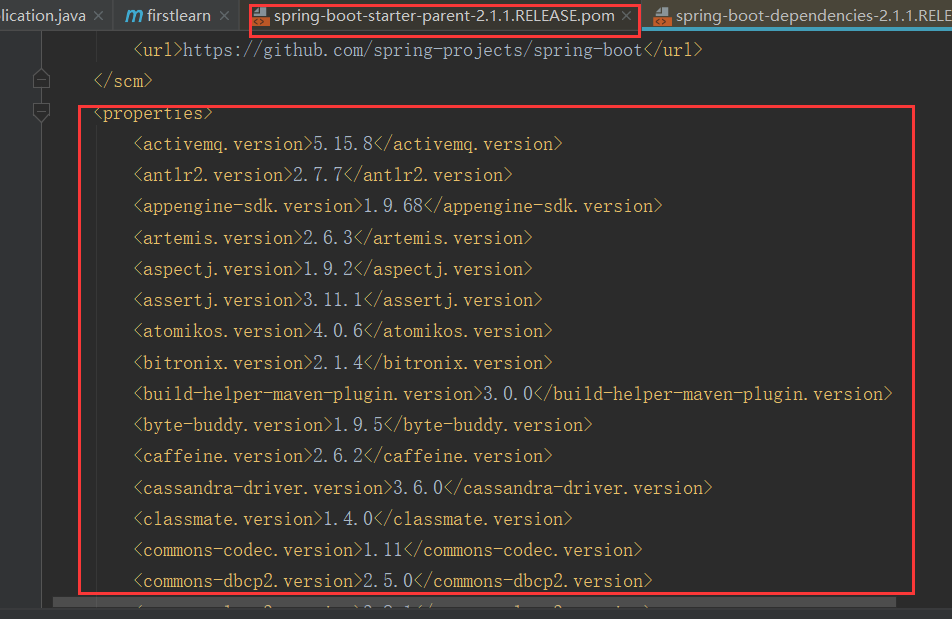 lication.java
firstlearn
spring-boot-starter-parent-2.1.1.RELEASE.pom
spring-boot-dependencies-2.1.1.RELE
<url>https://github.com/spring-projects/spring-boot</url>
</scm>
<properties>
<activemq.version>5.15.8</activemq.version>
<antlr2.version>2.7.7</antlr2.version>
<appengine-sdk.version>1.9.68</appengine-sdk.version>
<artemis.version>2.6.3</artemis.version>
<aspectj.version>1.9.2</aspectj.version>
<assertj.version>3.11.1</assertj.version>
<atomikos.version>4.0.6</atomikos.version>
<bitronix.version>2.1.4</bitronix.version>
<build-helper-maven-plugin.version>3.0.0</build-helper-maven-plugin.version>
<byte-buddy.version>1.9.5</byte-buddy.version>
<caffeine.version>2.6.2</caffeine.version>
<cassandra-driver.version>3.6.0</cassandra-driver.version>
<classmate.version>1.4.0</classmate.version>
<commons-codec.version>1.11</commons-codec.version>
<commons-dbcp2.version>2.5.0</commons-dbcp2.version>